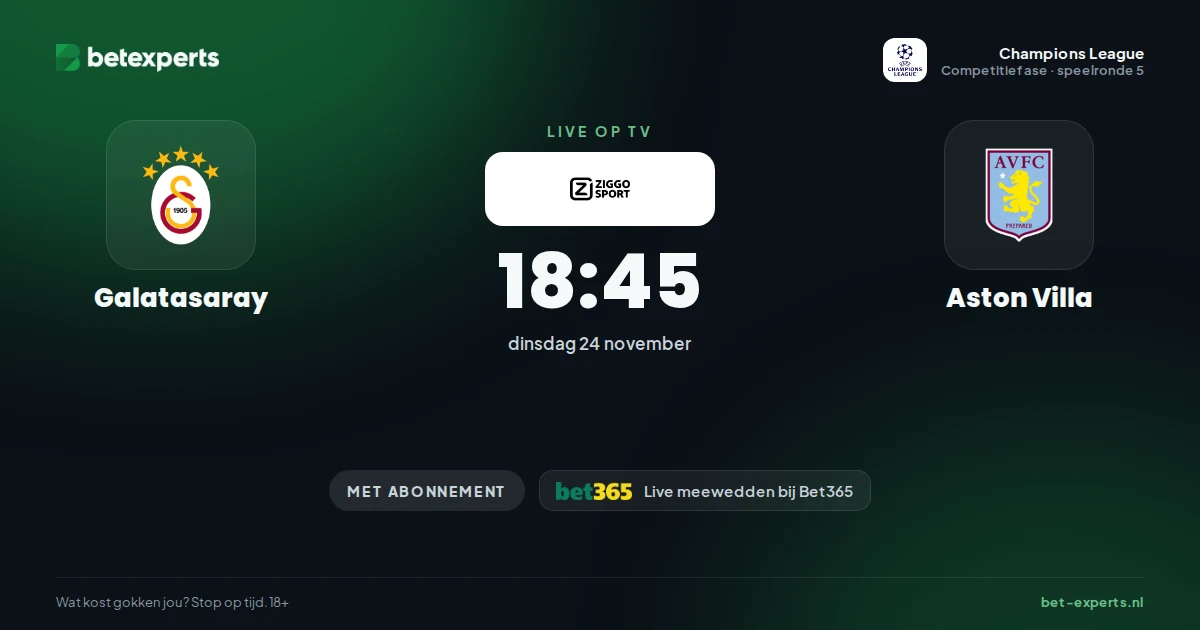 betexperts
CHAMPIONS
LEAGUE
Champions League
Competitiefase · speelronde 5
LIVE OP TV
ZIGGO
SPORT
1905
AVFC
PREPARED
18:45
Galatasaray
Aston Villa
dinsdag 24 november
MET ABONNEMENT
bet365 Live meewedden bij Bet365
Wat kost gokken jou? Stop op tijd. 18+
bet-experts.nl